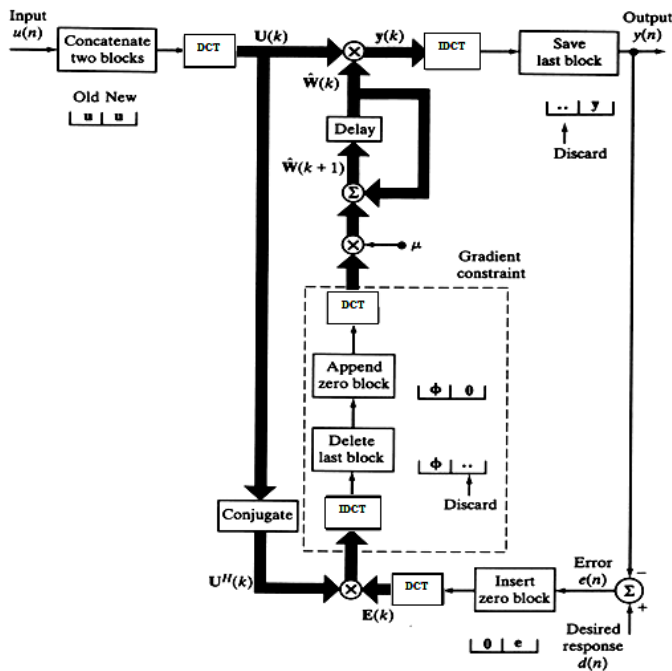 Input
u(n)
Concatenate
two blocks
DCT
U(k)
y(k)
IDCT
Save
last block
Output
y(n)
Old New
u u
Ŵ(k)
.. y
Discard
Delay
Ŵ(k + 1)
Σ
μ
Gradient
constraint
DCT
Append
zero block
ϕ 0
Delete
last block
ϕ ..
Discard
IDCT
Conjugate
U^H(k)
E(k)
DCT
Insert
zero block
Error
e(n)
−
Σ
+
0 e
Desired
response
d(n)